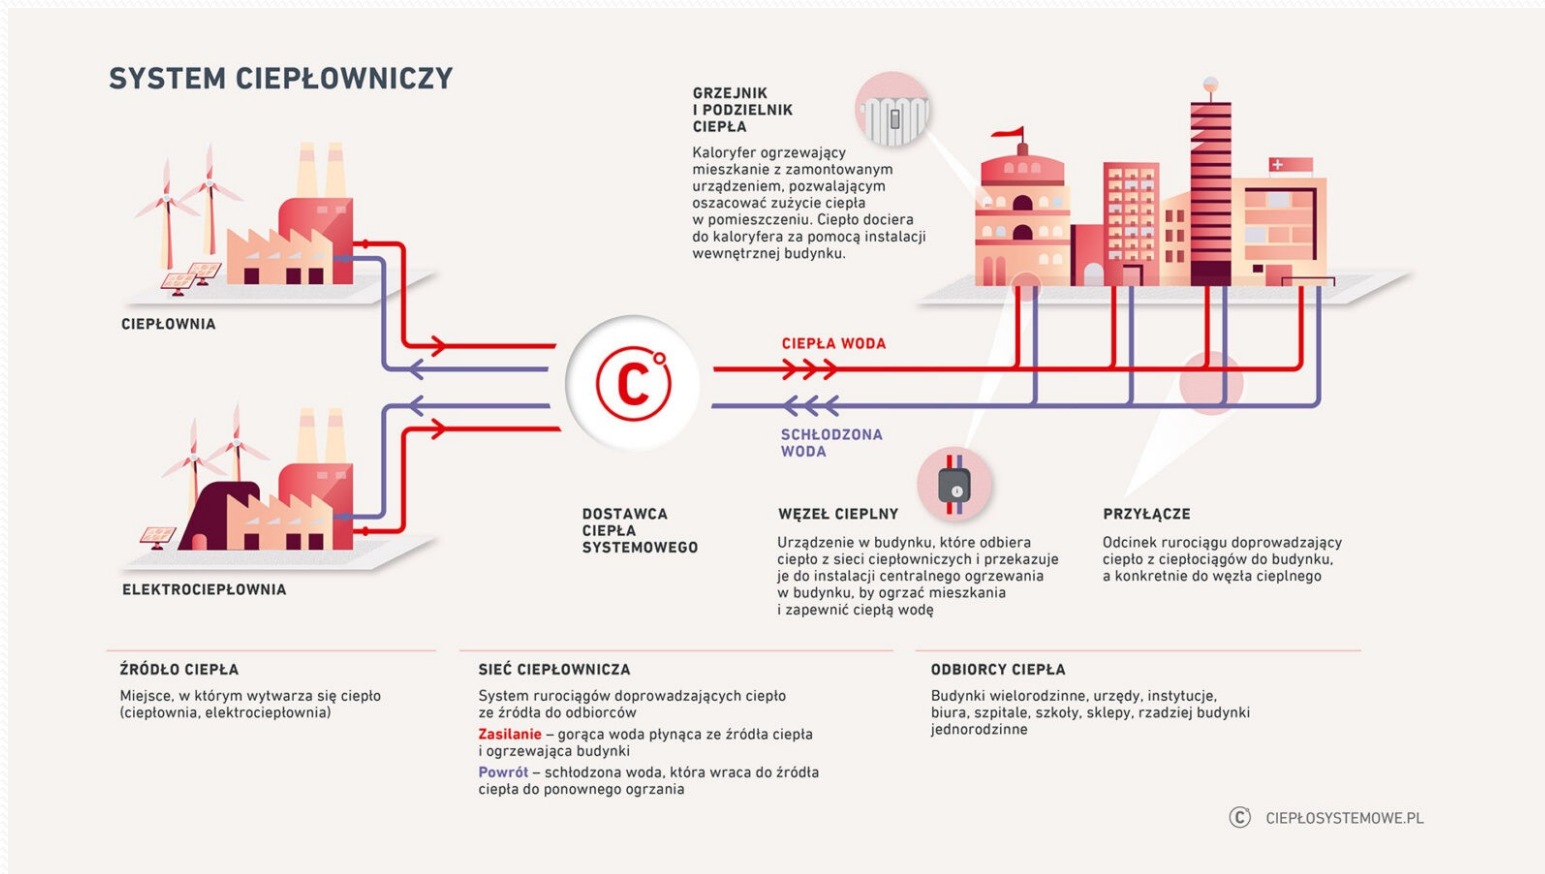 SYSTEM CIEPŁOWNICZY
CIEPŁOWNIA
ELEKTROCIEPŁOWNIA
GRZEJNIK
I PODZIELNIK
CIEPŁA
Kaloryfer ogrzewający
mieszkanie z zamontowanym
urządzeniem, pozwalającym
oszacować zużycie ciepła
w pomieszczeniu. Ciepło dociera
do kaloryfera za pomocą instalacji
wewnętrznej budynku.
C
CIEPŁA WODA
SCHŁODZONA
WODA
DOSTAWCA
CIEPŁA
SYSTEMOWEGO
WĘZEŁ CIEPLNY
Urządzenie w budynku, które odbiera
ciepło z sieci ciepłowniczych i przekazuje
je do instalacji centralnego ogrzewania
w budynku, by ogrzać mieszkania
i zapewnić ciepłą wodę
PRZYŁĄCZE
Odcinek rurociągu doprowadzający
ciepło z ciepłociągów do budynku,
a konkretnie do węzła cieplnego
ŹRÓDŁO CIEPŁA
Miejsce, w którym wytwarza się ciepło
(ciepłownia, elektrociepłownia)
SIEĆ CIEPŁOWNICZA
System rurociągów doprowadzających ciepło
ze źródła do odbiorców
Zasilanie – gorąca woda płynąca ze źródła ciepła
i ogrzewająca budynki
Powrót – schłodzona woda, która wraca do źródła
ciepła do ponownego ogrzania
ODBIORCY CIEPŁA
Budynki wielorodzinne, urzędy, instytucje,
biura, szpitale, szkoły, sklepy, rzadziej budynki
jednorodzinne
C CIEPŁOSYSTEMOWE.PL